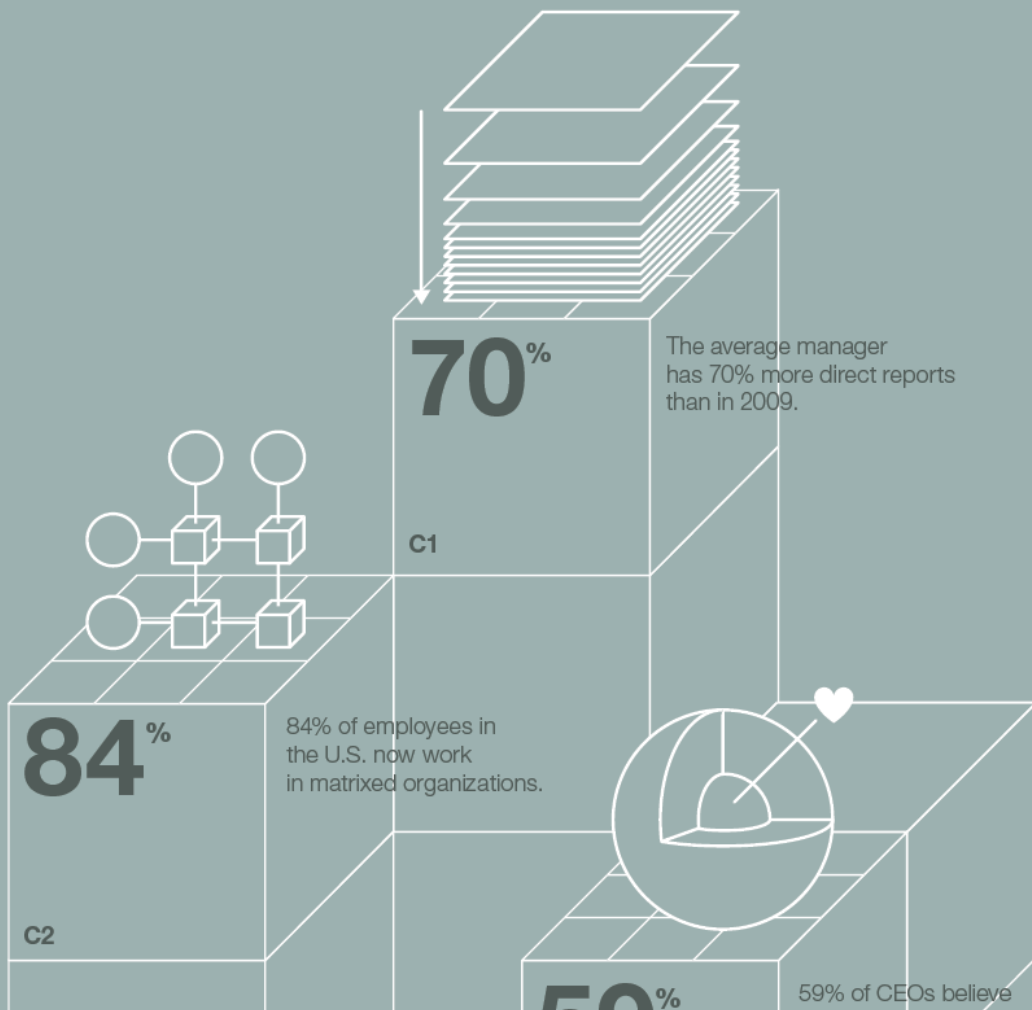 70%
The average manager
has 70% more direct reports
than in 2009.
C1
84%
84% of employees in
the U.S. now work
in matrixed organizations.
C2
59%
59% of CEOs believe